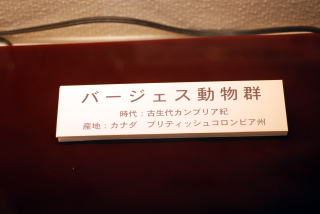 バージェス動物群
時代：古生代カンブリア紀
産地：カナダ　ブリティッシュコロンビア州